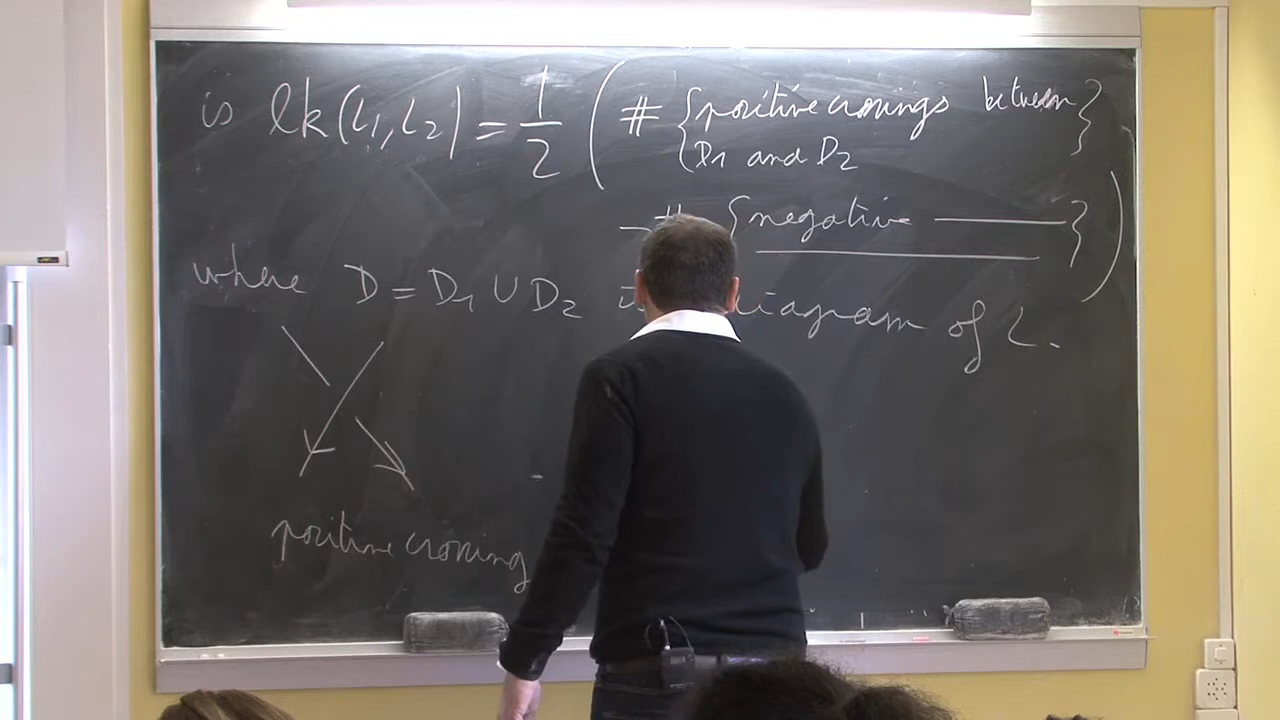 is lk(L1, L2) = 1/2 ( # { positive crossings between
D1 and D2 }
- # { negative ——— } )
where D = D1 ∪ D2 diagram of L.
positive crossing